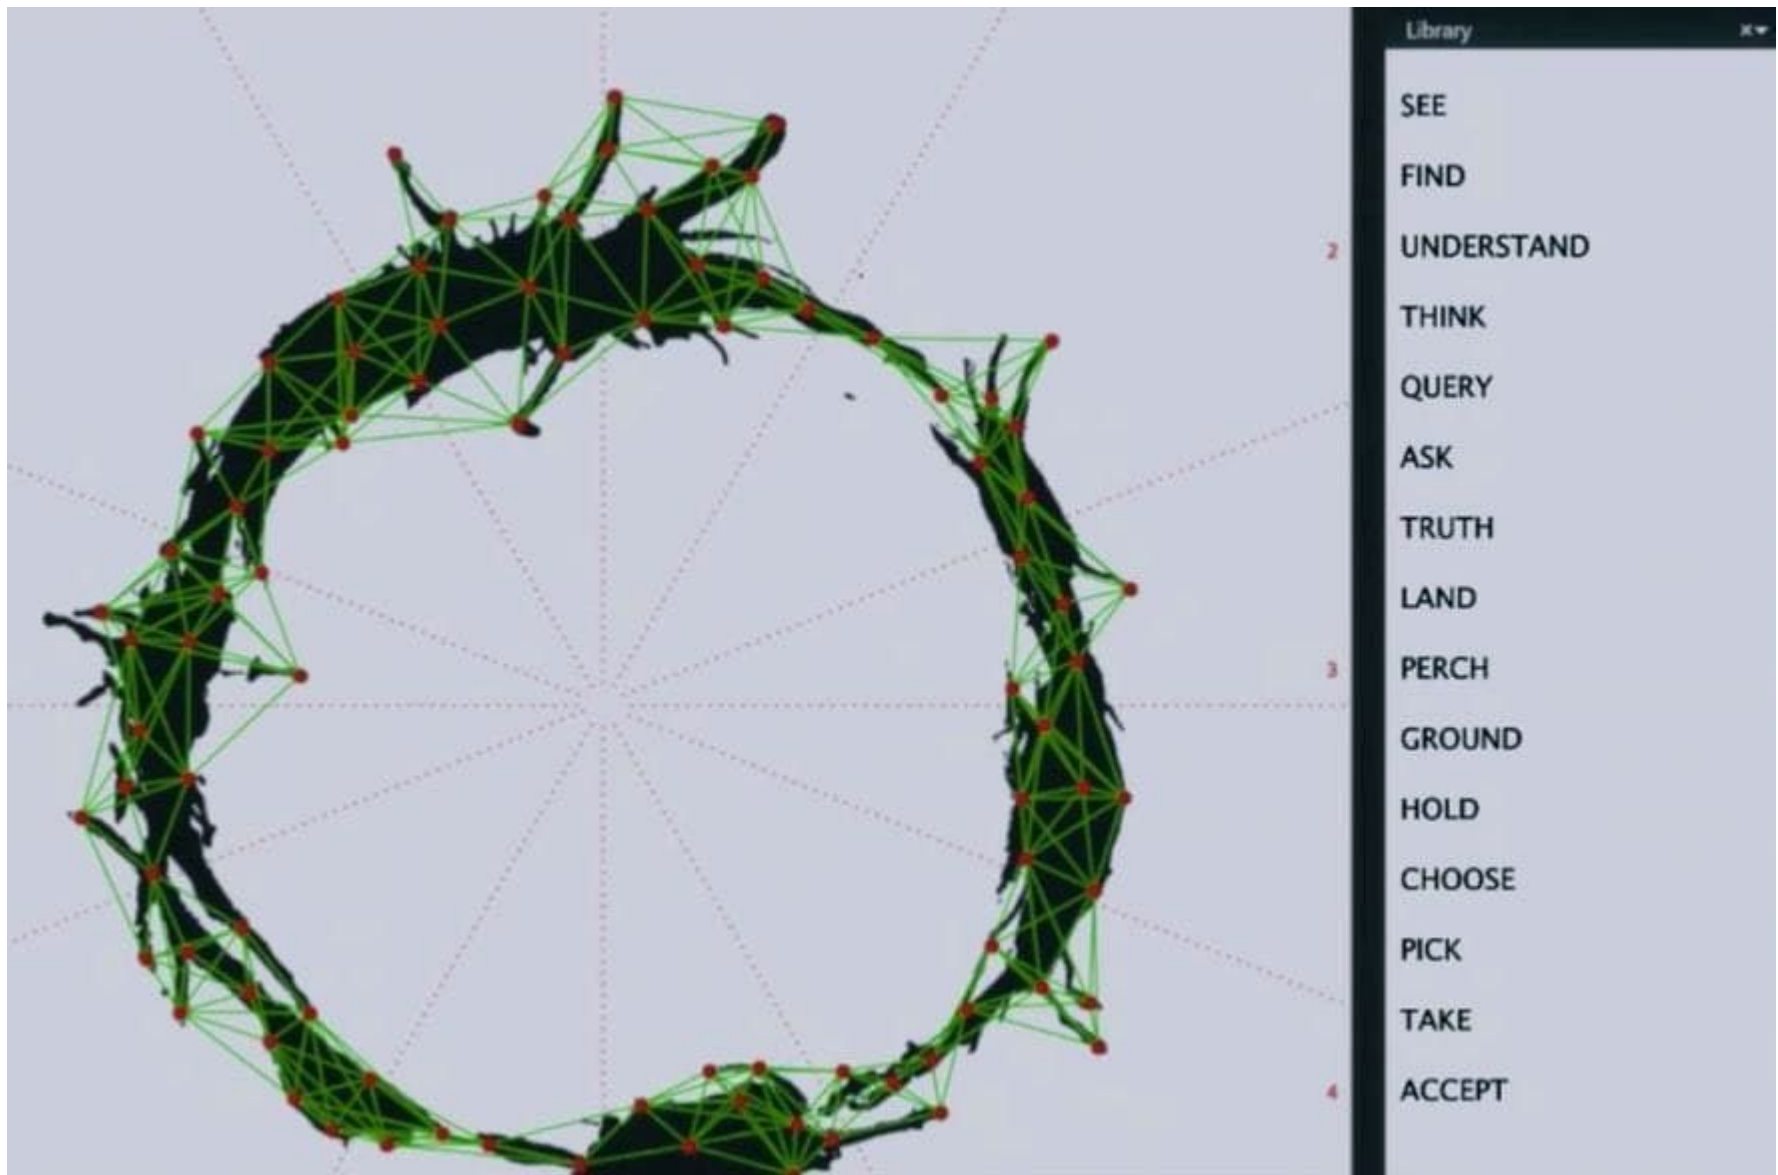 Library
SEE
FIND
UNDERSTAND
THINK
QUERY
ASK
TRUTH
LAND
PERCH
GROUND
HOLD
CHOOSE
PICK
TAKE
ACCEPT
2
3
4